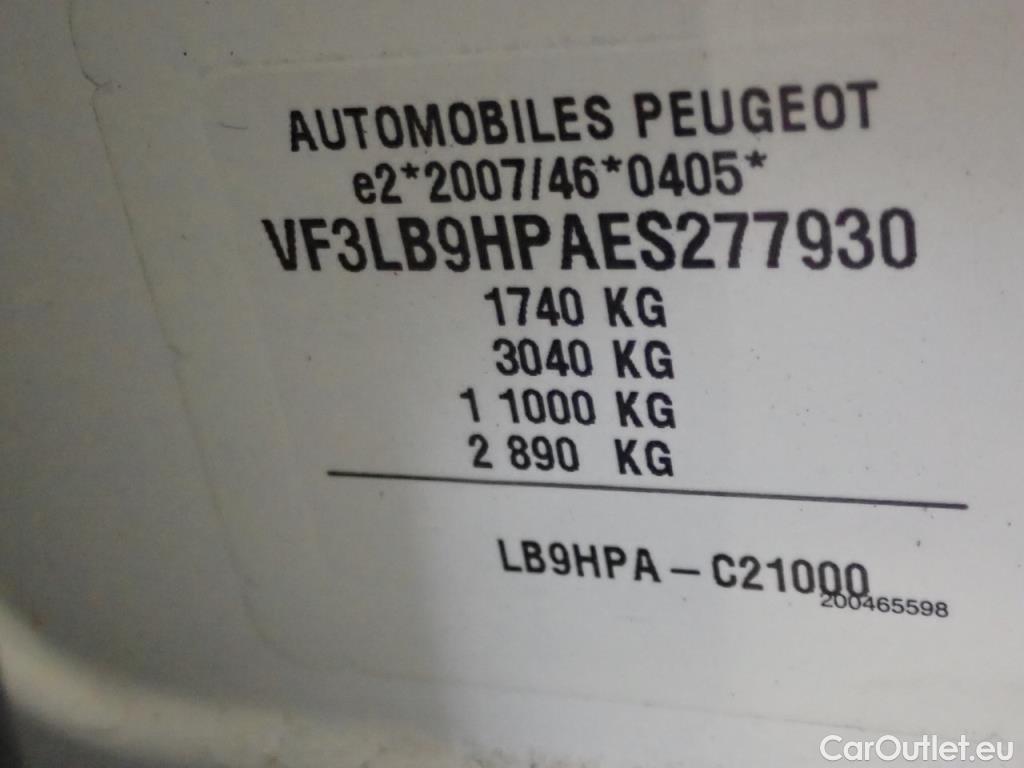 AUTOMOBILES PEUGEOT
e2*2007/46*0405*
VF3LB9HPAES277930
1740 KG
3040 KG
1 1000 KG
2 890 KG
LB9HPA – C21000
200465598
CarOutlet.eu